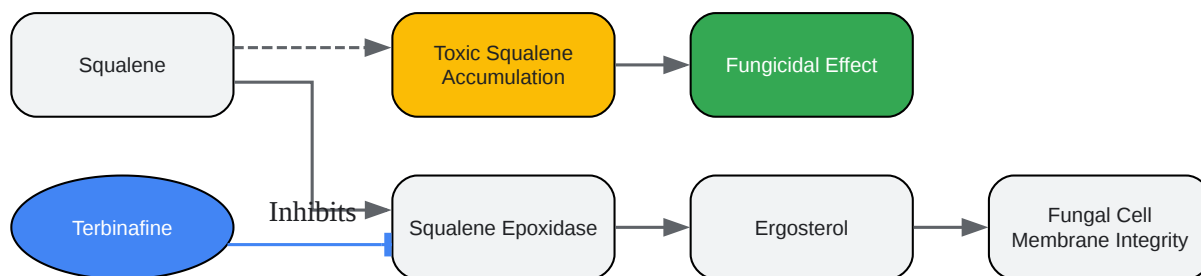 Squalene
Toxic Squalene
Accumulation
Fungicidal Effect
Terbinafine
Inhibits
Squalene Epoxidase
Ergosterol
Fungal Cell
Membrane Integrity